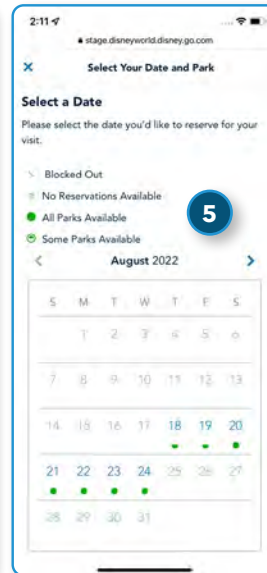 2:11
stage.disneyworld.disney.go.com
Select Your Date and Park
Select a Date
Please select the date you'd like to reserve for your
visit.
Blocked Out
No Reservations Available
All Parks Available
Some Parks Available
5
August 2022
S M T W T F S
1 2 3 4 5 6
7 8 9 10 11 12 13
14 15 16 17 18 19 20
21 22 23 24 25 26 27
28 29 30 31